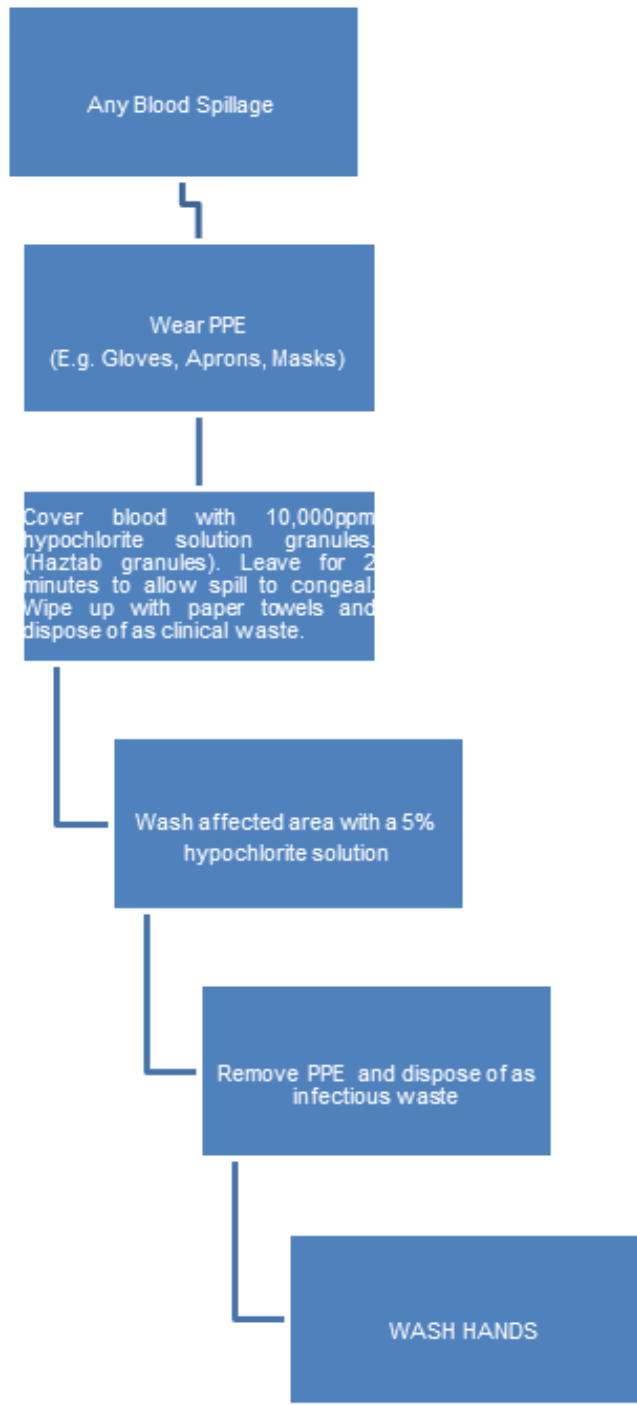 Any Blood Spillage
Wear PPE
(E.g. Gloves, Aprons, Masks)
Cover blood with 10,000ppm
hypochlorite solution granules.
(Haztab granules). Leave for 2
minutes to allow spill to congeal.
Wipe up with paper towels and
dispose of as clinical waste.
Wash affected area with a 5%
hypochlorite solution
Remove PPE and dispose of as
infectious waste
WASH HANDS